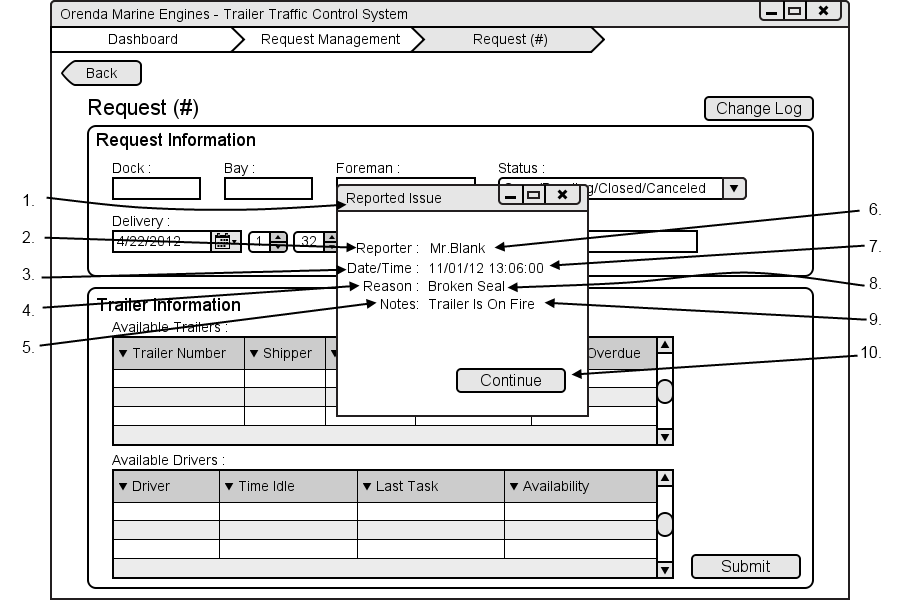 Orenda Marine Engines - Trailer Traffic Control System
Dashboard Request Management Request (#)
Back
Request (#) Change Log
Request Information
Dock : Bay : Foreman : Status :
/Closed/Canceled
Delivery :
4/22/2012 1 32
Reported Issue
Reporter : Mr.Blank
Date/Time : 11/01/12 13:06:00
Reason : Broken Seal
Notes: Trailer Is On Fire
Continue
1.
2.
3.
4.
5.
6.
7.
8.
9.
10.
Trailer Information
Available Trailers :
Trailer Number Shipper Overdue
Available Drivers :
Driver Time Idle Last Task Availability
Submit